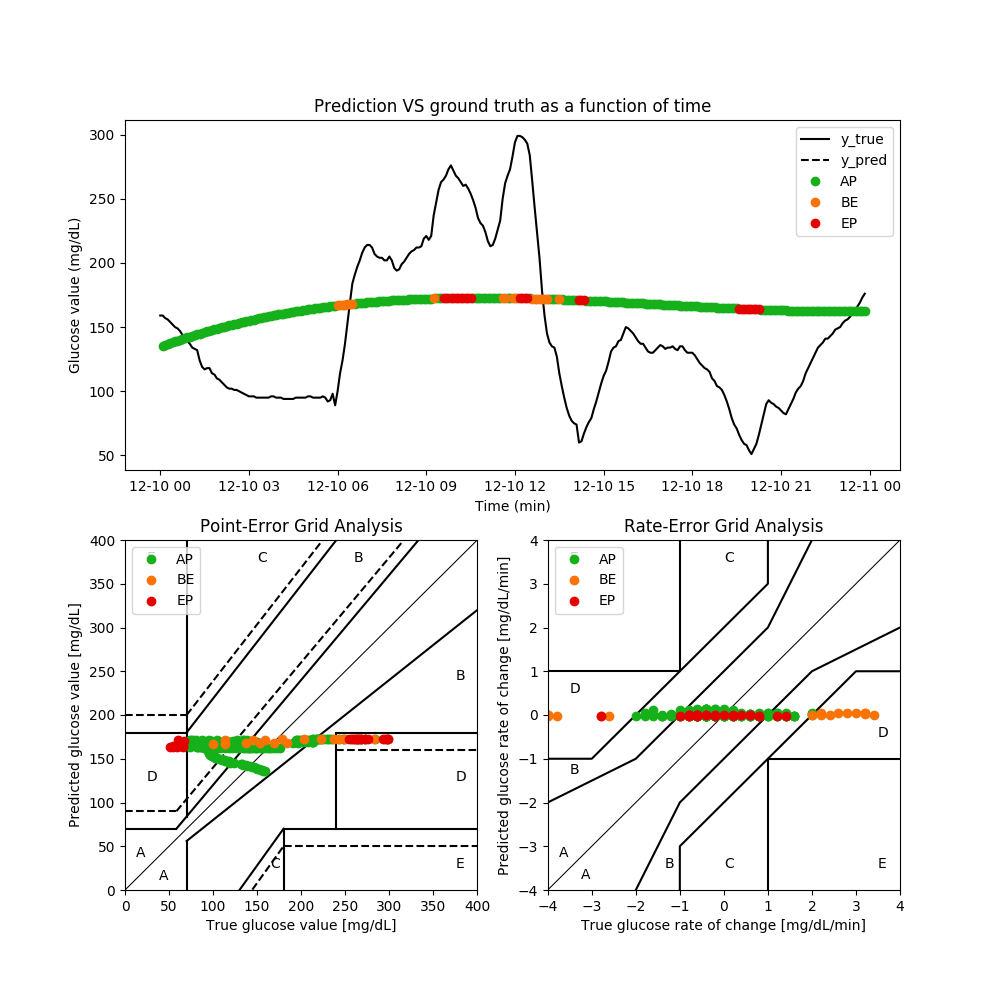 Prediction VS ground truth as a function of time
Glucose value (mg/dL)
300
250
200
150
100
50
y_true
y_pred
AP
BE
EP
12-10 00 12-10 03 12-10 06 12-10 09 12-10 12 12-10 15 12-10 18 12-10 21 12-11 00
Time (min)
Point-Error Grid Analysis
Predicted glucose value [mg/dL]
400
350
300
250
200
150
100
50
0
AP
BE
EP
C
B
B
D
D
A
A
C
E
0 50 100 150 200 250 300 350 400
True glucose value [mg/dL]
Rate-Error Grid Analysis
Predicted glucose rate of change [mg/dL/min]
4
3
2
1
0
−1
−2
−3
−4
AP
BE
EP
C
D
D
B
A
A
B
C
E
−4 −3 −2 −1 0 1 2 3 4
True glucose rate of change [mg/dL/min]